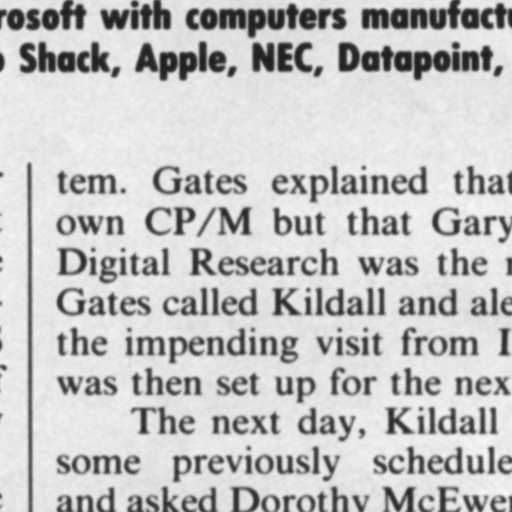 rosoft with computers manufactu
Shack, Apple, NEC, Datapoint,
tem. Gates explained that
own CP/M but that Gary
Digital Research was the
Gates called Kildall and ale
the impending visit from I
was then set up for the nex
The next day, Kildall
some previously schedule
and asked Dorothy McEwen